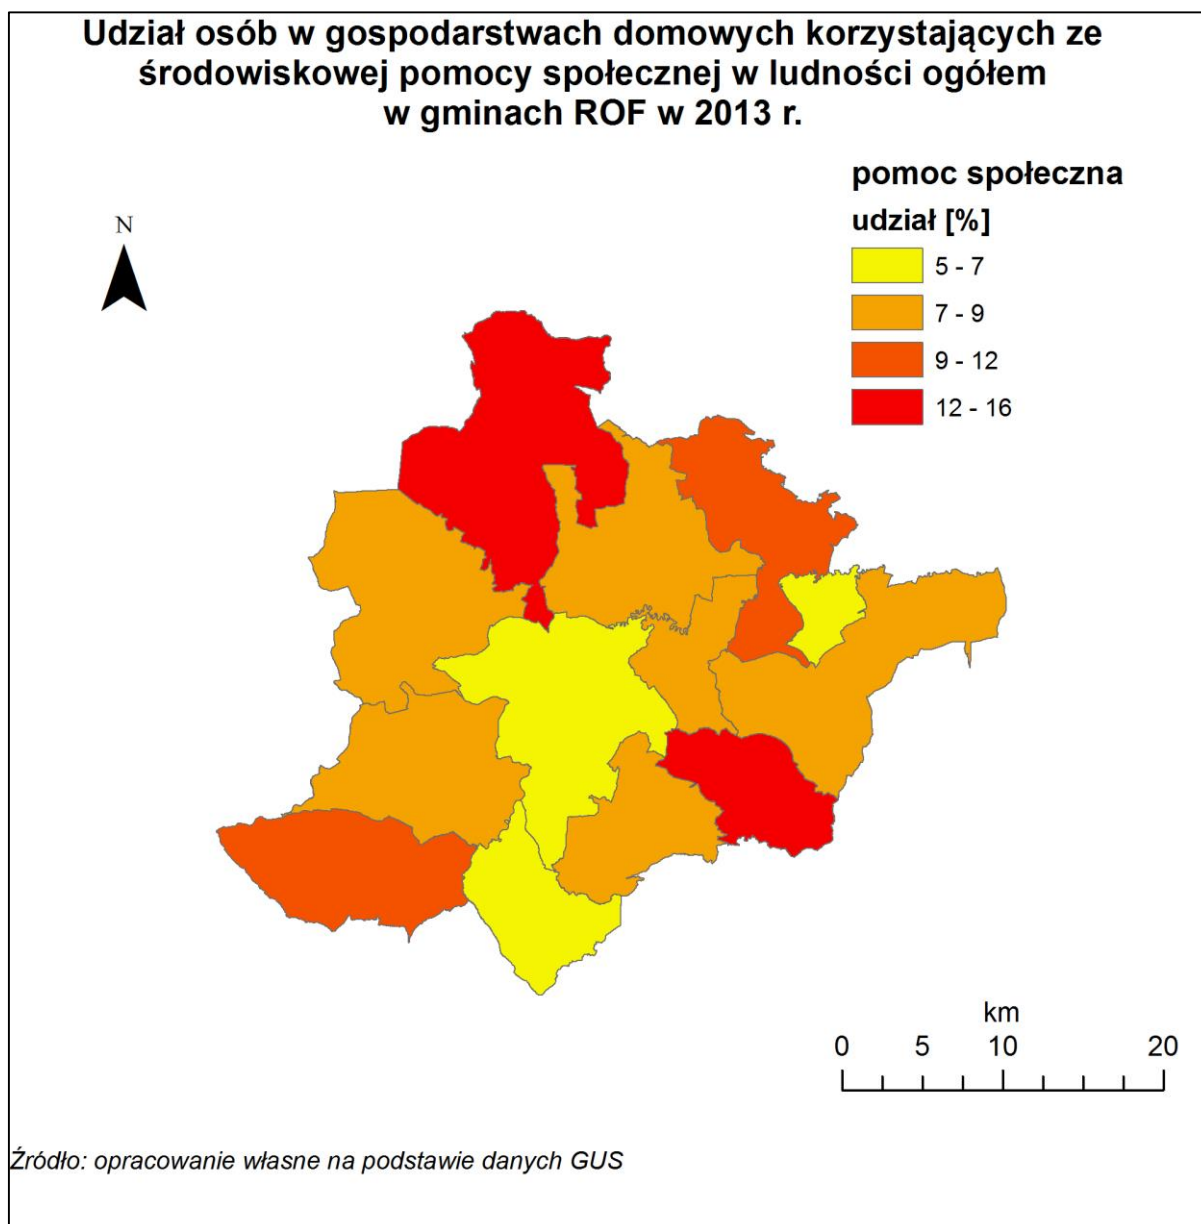 Udział osób w gospodarstwach domowych korzystających ze
środowiskowej pomocy społecznej w ludności ogółem
w gminach ROF w 2013 r.
pomoc społeczna
udział [%]
N
5 - 7
7 - 9
9 - 12
12 - 16
km
0 5 10 20
Źródło: opracowanie własne na podstawie danych GUS